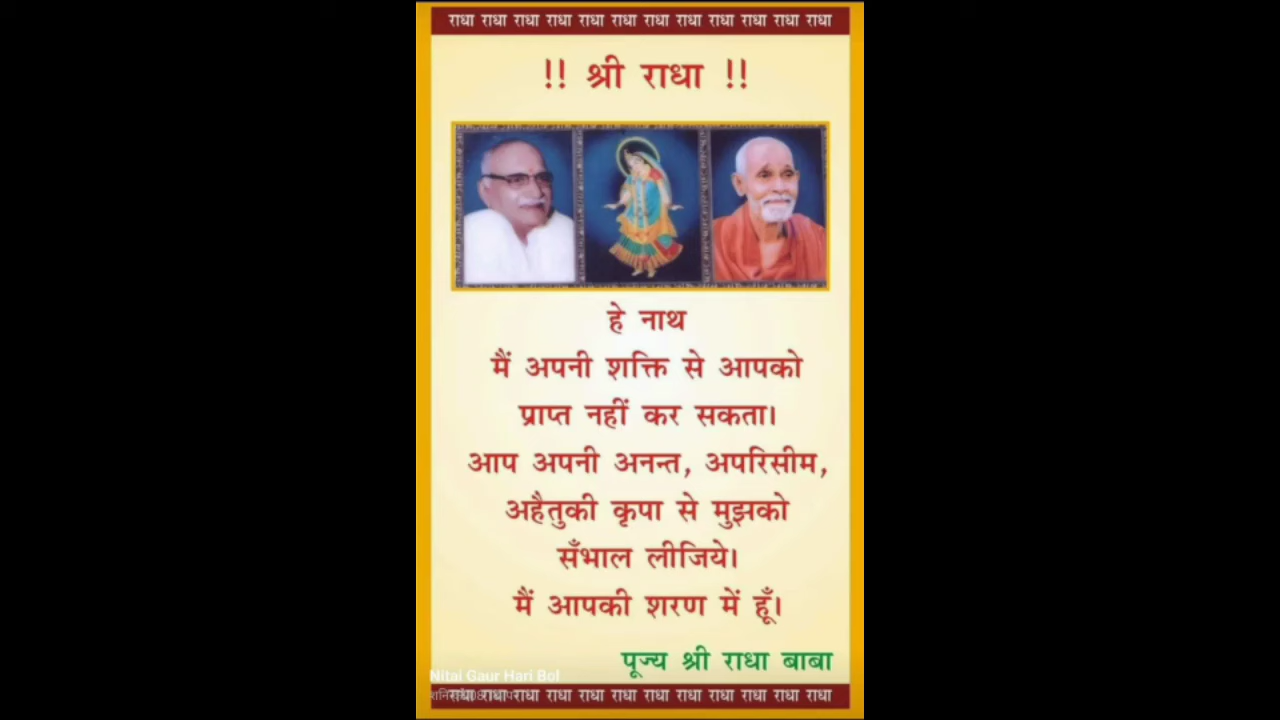 राधा राधा राधा राधा राधा राधा राधा राधा राधा राधा राधा राधा
!! श्री राधा !!
हे नाथ
मैं अपनी शक्ति से आपको
प्राप्त नहीं कर सकता।
आप अपनी अनन्त, अपरिसीम,
अहैतुकी कृपा से मुझको
सँभाल लीजिये।
मैं आपकी शरण में हूँ।
पूज्य श्री राधा बाबा
Nitai Gaur Hari Bol
राधा राधा राधा राधा राधा राधा राधा राधा राधा राधा राधा राधा